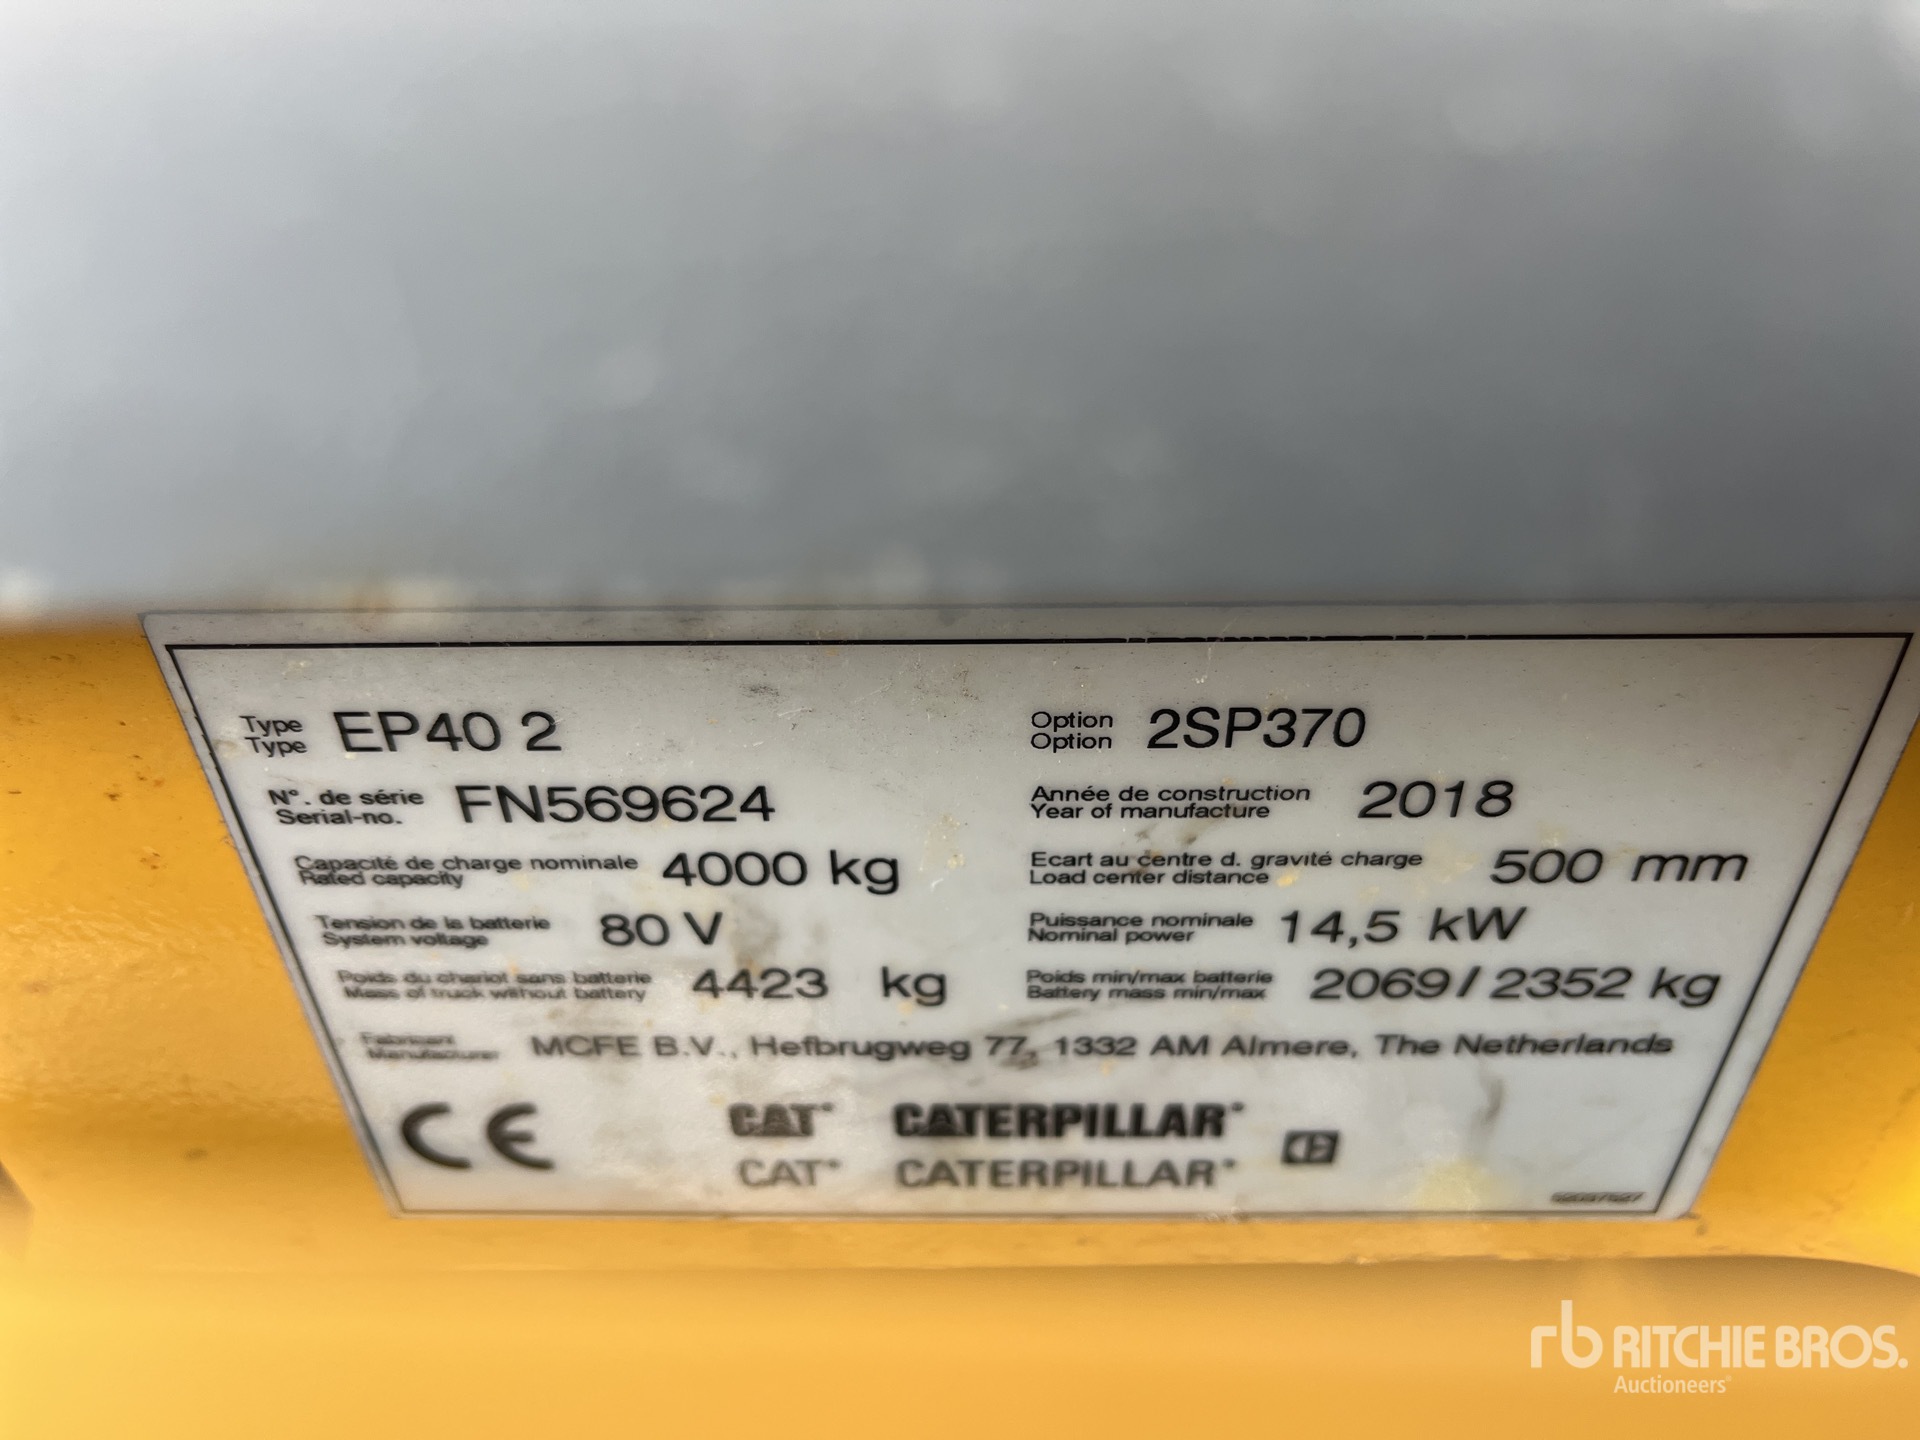 Type EP40 2 Option 2SP370
Type Option
N°. de série FN569624 Année de construction 2018
Serial-no. Year of manufacture
Capacité de charge nominale 4000 kg Ecart au centre d. gravité charge 500 mm
Rated capacity Load center distance
Tension de la batterie 80 V Puissance nominale 14,5 kW
System voltage Nominal power
Poids du chariot sans batterie 4423 kg Poids min/max batterie 2069 / 2352 kg
Mass of truck without battery Battery mass min/max
Fabricant MCFE B.V., Hefbrugweg 77, 1332 AM Almere, The Netherlands
Manufacturer
CE CAT® CATERPILLAR®
CAT® CATERPILLAR®
rb RITCHIE BROS.
Auctioneers®